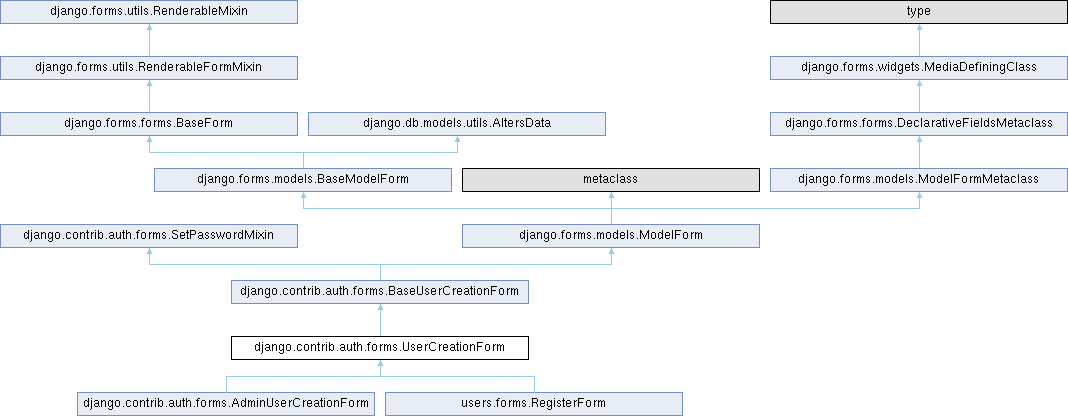 django.forms.utils.RenderableMixin
type
django.forms.utils.RenderableFormMixin
django.forms.widgets.MediaDefiningClass
django.forms.forms.BaseForm
django.db.models.utils.AltersData
django.forms.forms.DeclarativeFieldsMetaclass
django.forms.models.BaseModelForm
metaclass
django.forms.models.ModelFormMetaclass
django.contrib.auth.forms.SetPasswordMixin
django.forms.models.ModelForm
django.contrib.auth.forms.BaseUserCreationForm
django.contrib.auth.forms.UserCreationForm
django.contrib.auth.forms.AdminUserCreationForm
users.forms.RegisterForm